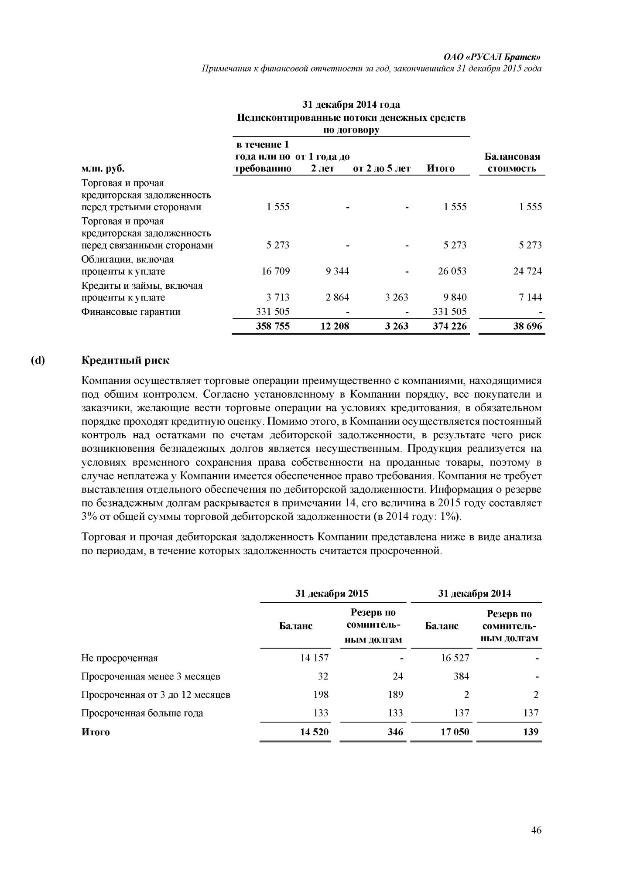 ОАО «РУСАЛ Братск»
Примечания к финансовой отчетности за год, закончившийся 31 декабря 2015 года
31 декабря 2014 года
Недисконтированные потоки денежных средств
по договору
млн. руб. в течение 1 года или по требованию от 1 года до 2 лет от 2 до 5 лет Итого Балансовая стоимость
Торговая и прочая
кредиторская задолженность
перед третьими сторонами 1 555 - - 1 555 1 555
Торговая и прочая
кредиторская задолженность
перед связанными сторонами 5 273 - - 5 273 5 273
Облигации, включая
проценты к уплате 16 709 9 344 - 26 053 24 724
Кредиты и займы, включая
проценты к уплате 3 713 2 864 3 263 9 840 7 144
Финансовые гарантии 331 505 - - 331 505 -
358 755 12 208 3 263 374 226 38 696
(d) Кредитный риск
Компания осуществляет торговые операции преимущественно с компаниями, находящимися
под общим контролем. Согласно установленному в Компании порядку, все покупатели и
заказчики, желающие вести торговые операции на условиях кредитования, в обязательном
порядке проходят кредитную оценку. Помимо этого, в Компании осуществляется постоянный
контроль над остатками по счетам дебиторской задолженности, в результате чего риск
возникновения безнадежных долгов является несущественным. Продукция реализуется на
условиях временного сохранения права собственности на проданные товары, поэтому в
случае неплатежа у Компании имеется обеспеченное право требования. Компания не требует
выставления отдельного обеспечения по дебиторской задолженности. Информация о резерве
по безнадежным долгам раскрывается в примечании 14, его величина в 2015 году составляет
3% от общей суммы торговой дебиторской задолженности (в 2014 году: 1%).
Торговая и прочая дебиторская задолженность Компании представлена ниже в виде анализа
по периодам, в течение которых задолженность считается просроченной.
31 декабря 2015 31 декабря 2014
Баланс Резерв по сомнитель- ным долгам Баланс Резерв по сомнитель- ным долгам
Не просроченная 14 157 - 16 527 -
Просроченная менее 3 месяцев 32 24 384 -
Просроченная от 3 до 12 месяцев 198 189 2 2
Просроченная больше года 133 133 137 137
Итого 14 520 346 17 050 139
46